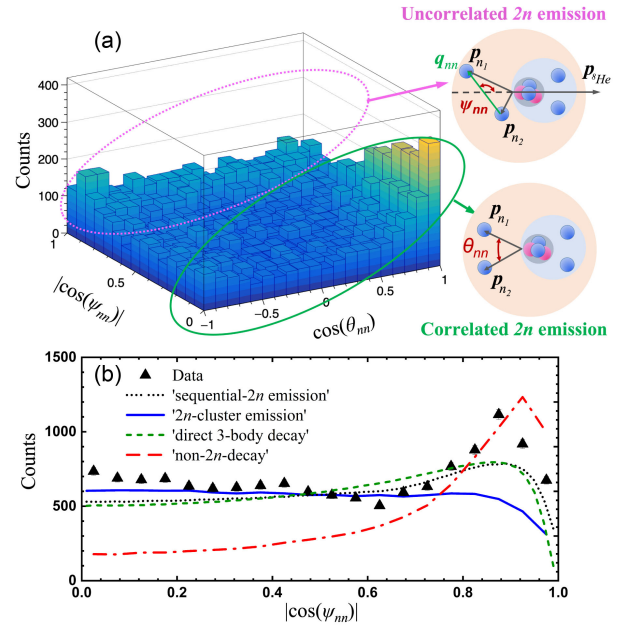 Uncorrelated 2n emission
(a)
Counts
400
300
200
100
0
1
0.5
0
|cos(ψnn)|
−1
−0.5
0
0.5
1
cos(θnn)
qnn
pn1
p8He
ψnn
pn2
pn1
θnn
pn2
Correlated 2n emission
(b)
Counts
1500
1000
500
0
Data
'sequential-2n emission'
'2n-cluster emission'
'direct 3-body decay'
'non-2n-decay'
0.0 0.2 0.4 0.6 0.8 1.0
|cos(ψnn)|